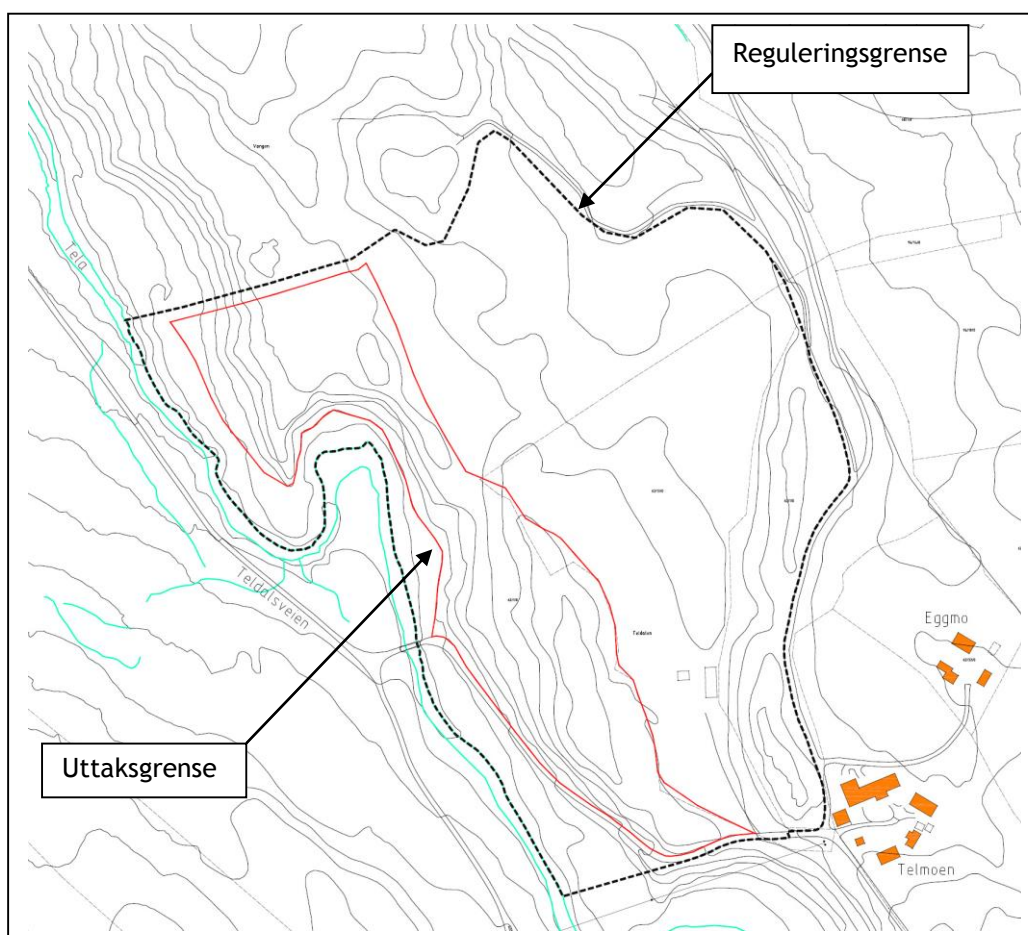 Reguleringsgrense
Vangen
Tela
Teldalsveien
Teldalen
Eggmo
Uttaksgrense
Telmoen